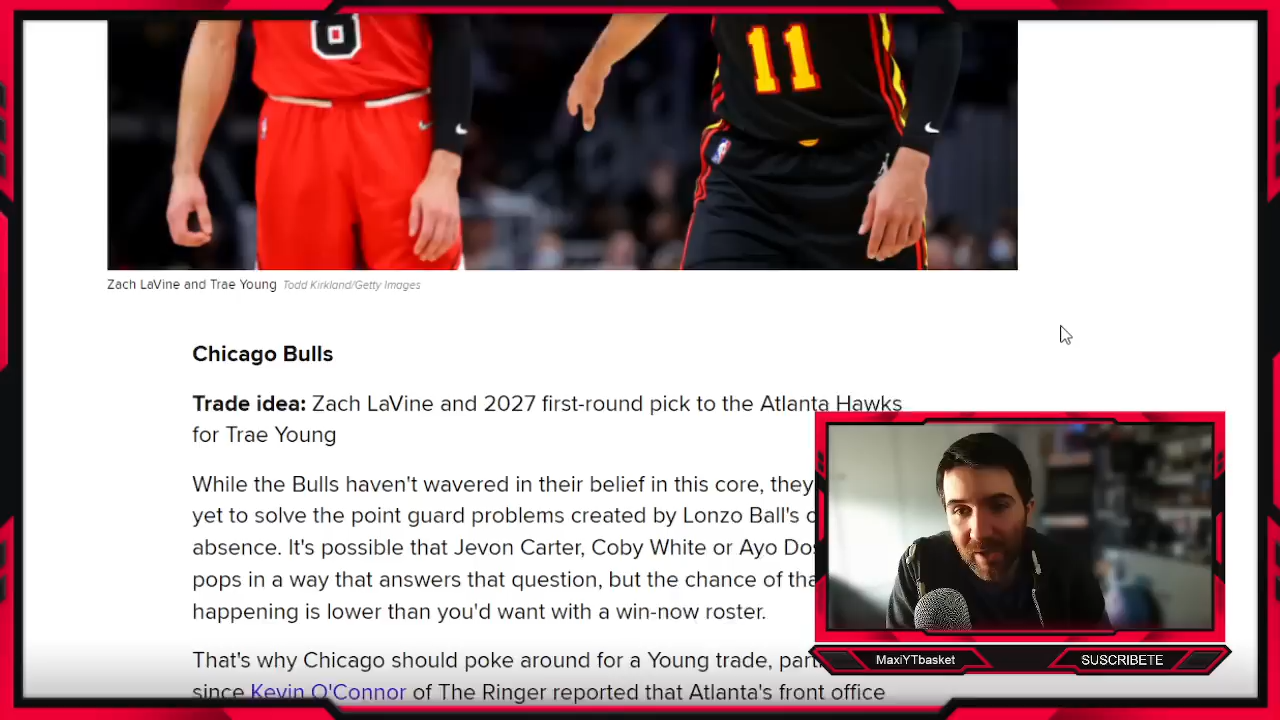 8
11
Zach LaVine and Trae Young Todd Kirkland/Getty Images
Chicago Bulls
Trade idea: Zach LaVine and 2027 first-round pick to the Atlanta Hawks
for Trae Young
While the Bulls haven't wavered in their belief in this core, they
yet to solve the point guard problems created by Lonzo Ball's
absence. It's possible that Jevon Carter, Coby White or Ayo
pops in a way that answers that question, but the chance of
happening is lower than you'd want with a win-now roster.
That's why Chicago should poke around for a Young trade,
since Kevin O'Connor of The Ringer reported that Atlanta's front office
MaxiYTbasket
SUSCRIBETE